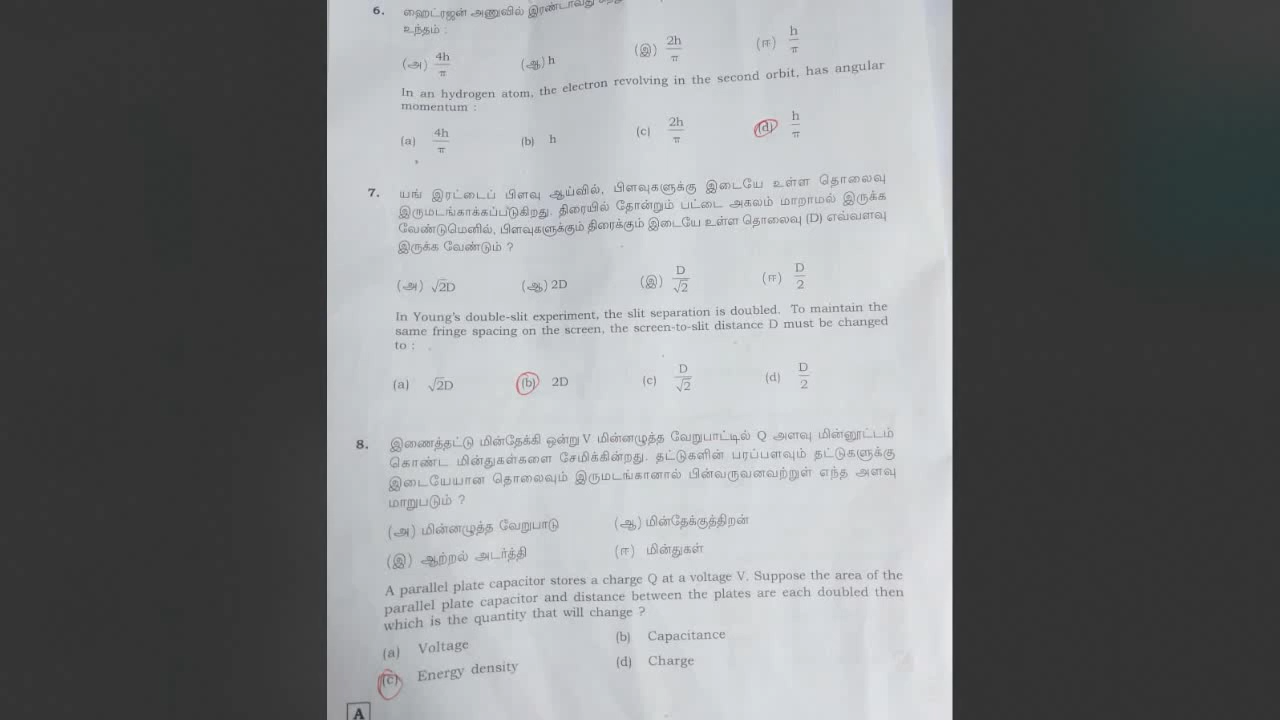 6. ஹைட்ரஜன் அணுவில் இரண்டாவது
உந்தம் :
(அ) 4h/π (ஆ) h (இ) 2h/π (ஈ) h/π
In an hydrogen atom, the electron revolving in the second orbit, has angular
momentum :
(a) 4h/π (b) h (c) 2h/π (d) h/π
7. யங் இரட்டைப் பிளவு ஆய்வில், பிளவுகளுக்கு இடையே உள்ள தொலைவு
இருமடங்காக்கப்படுகிறது. திரையில் தோன்றும் பட்டை அகலம் மாறாமல் இருக்க
வேண்டுமெனில், பிளவுகளுக்கும் திரைக்கும் இடையே உள்ள தொலைவு (D) எவ்வளவு
இருக்க வேண்டும் ?
(அ) √2D (ஆ) 2D (இ) D/√2 (ஈ) D/2
In Young's double-slit experiment, the slit separation is doubled. To maintain the
same fringe spacing on the screen, the screen-to-slit distance D must be changed
to :
(a) √2D (b) 2D (c) D/√2 (d) D/2
8. இணைத்தட்டு மின்தேக்கி ஒன்று V மின்னழுத்த வேறுபாட்டில் Q அளவு மின்னூட்டம்
கொண்ட மின்துகள்களை சேமிக்கின்றது. தட்டுகளின் பரப்பளவும் தட்டுகளுக்கு
இடையேயான தொலைவும் இருமடங்கானால் பின்வருவனவற்றுள் எந்த அளவு
மாறுபடும் ?
(அ) மின்னழுத்த வேறுபாடு (ஆ) மின்தேக்குத்திறன்
(இ) ஆற்றல் அடர்த்தி (ஈ) மின்துகள்
A parallel plate capacitor stores a charge Q at a voltage V. Suppose the area of the
parallel plate capacitor and distance between the plates are each doubled then
which is the quantity that will change ?
(a) Voltage (b) Capacitance
(c) Energy density (d) Charge
A